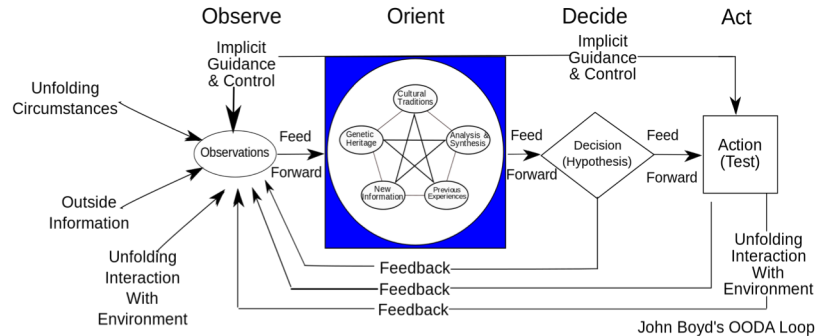 Observe
Orient
Decide
Act
Implicit
Guidance
& Control
Implicit
Guidance
& Control
Unfolding
Circumstances
Observations
Feed
Forward
Cultural
Traditions
Genetic
Heritage
Analysis &
Synthesis
New
Information
Previous
Experiences
Feed
Forward
Decision
(Hypothesis)
Feed
Forward
Action
(Test)
Outside
Information
Unfolding
Interaction
With
Environment
Feedback
Feedback
Feedback
Unfolding
Interaction
With
Environment
John Boyd's OODA Loop